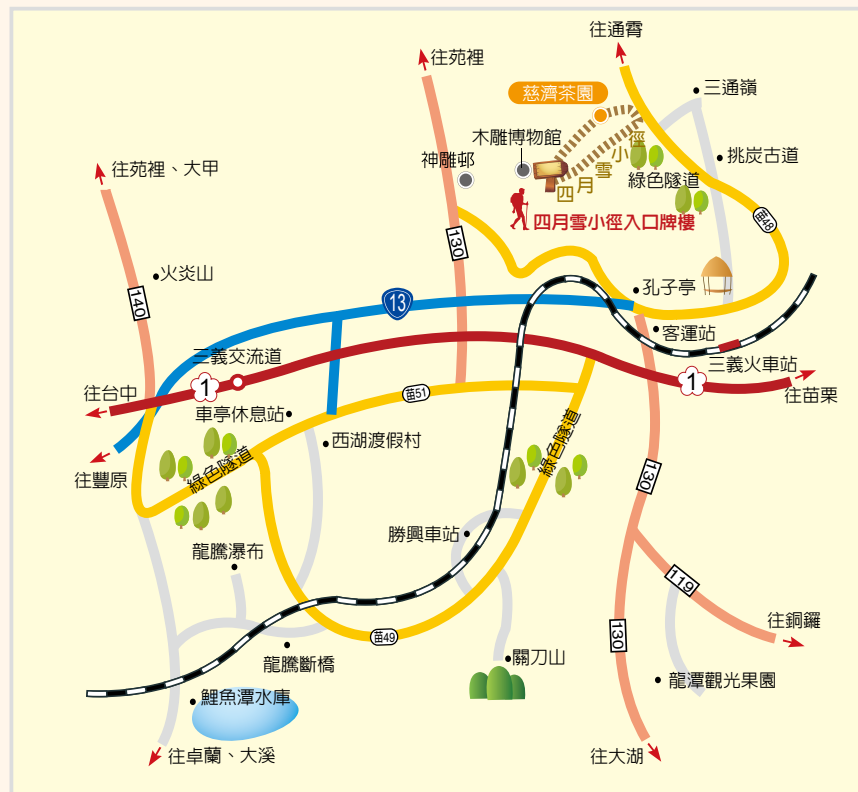 往通霄
往苑裡
三通嶺
慈濟茶園
木雕博物館
四月雪小徑
神雕邨
挑炭古道
綠色隧道
往苑裡、大甲
四月雪小徑入口牌樓
苗48
130
火炎山
孔子亭
140
13
客運站
三義交流道
三義火車站
1
1
往台中
苗51
往苗栗
車亭休息站
西湖渡假村
綠色隧道
綠色隧道
往豐原
130
勝興車站
龍騰瀑布
119
往銅鑼
苗49
130
龍騰斷橋
關刀山
龍潭觀光果園
鯉魚潭水庫
往卓蘭、大溪
往大湖